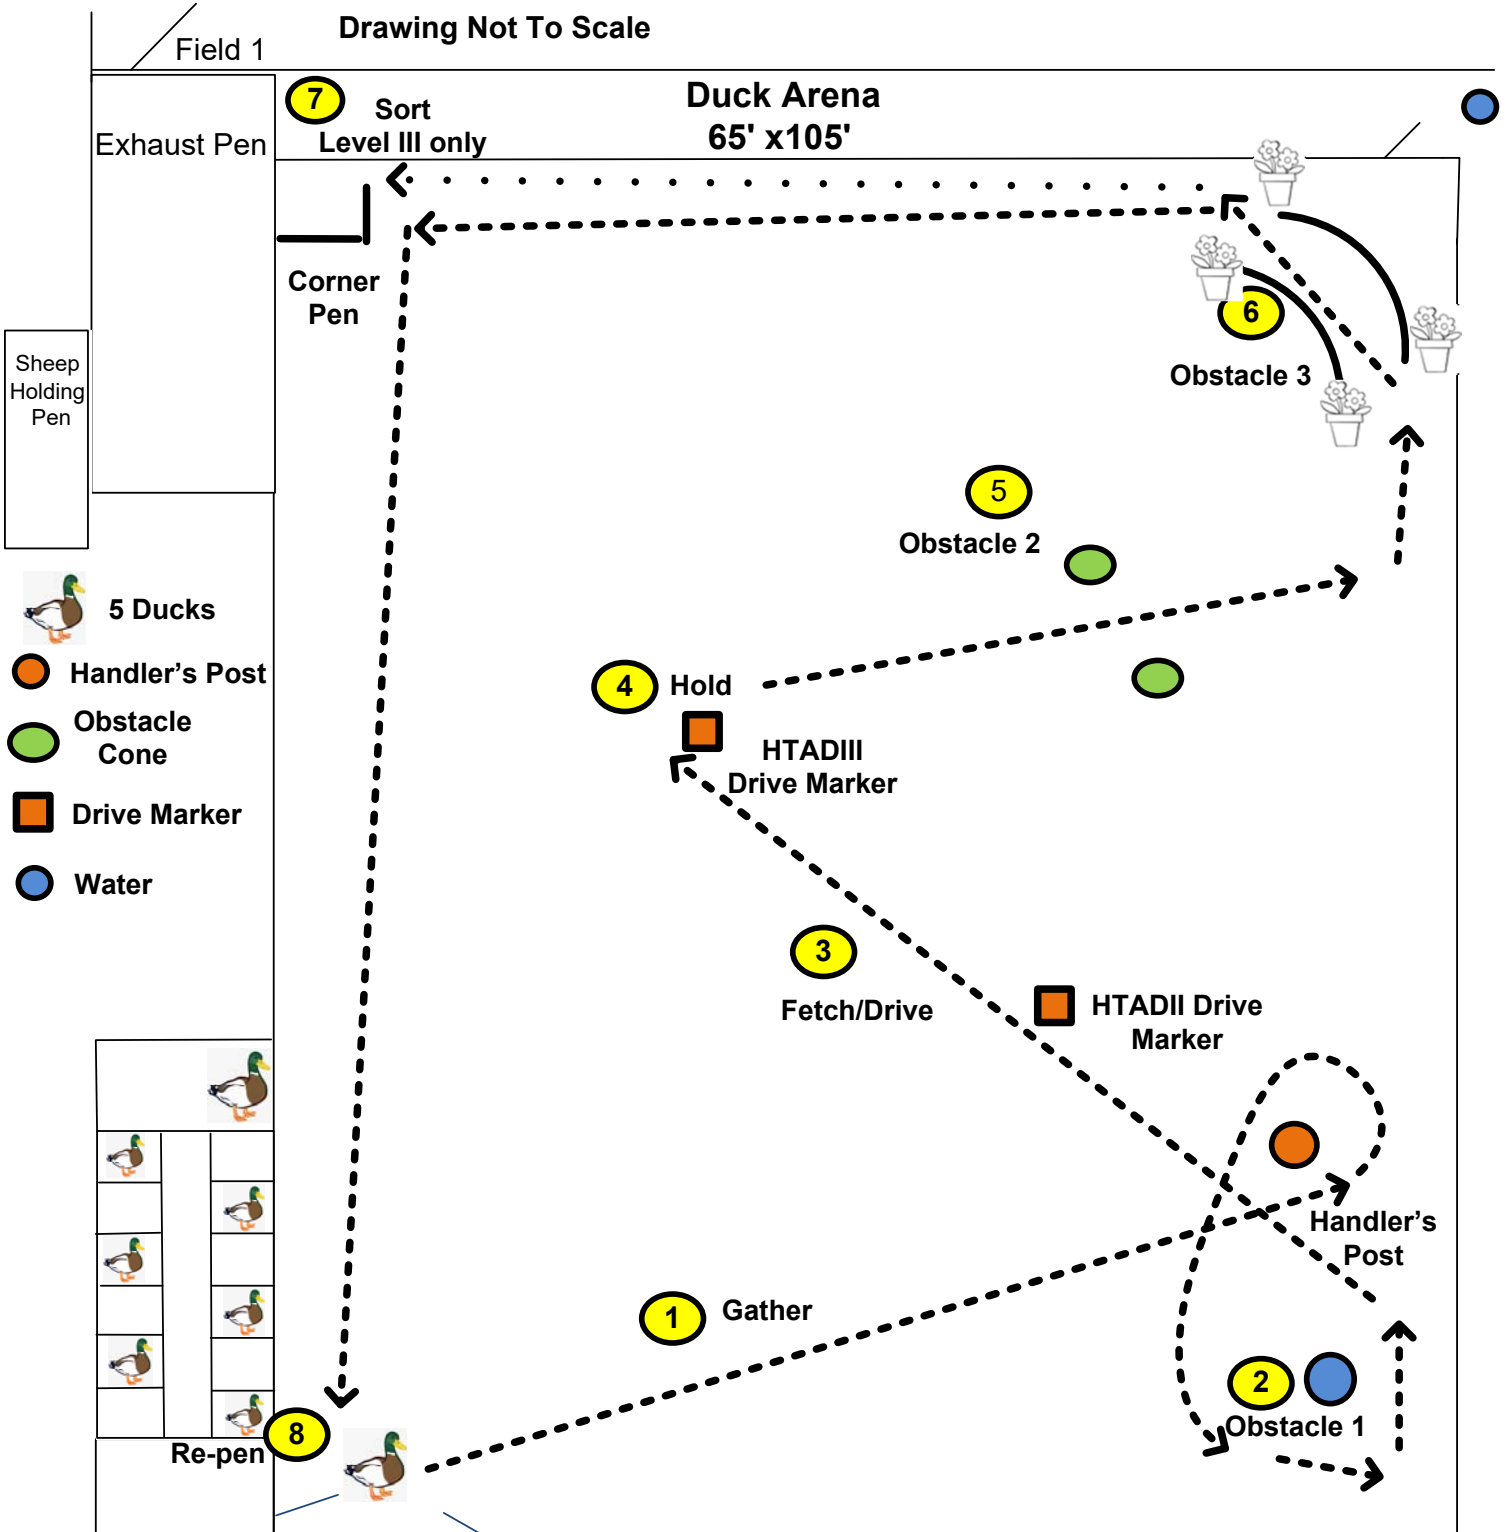 Drawing Not To Scale
Field 1
7
Sort
Level III only
Duck Arena
65' x105'
Exhaust Pen
Corner
Pen
6
Obstacle 3
Sheep
Holding
Pen
5
Obstacle 2
5 Ducks
Handler's Post
Obstacle
Cone
Drive Marker
Water
4
Hold
HTADIII
Drive Marker
3
Fetch/Drive
HTADII Drive
Marker
Handler's
Post
1
Gather
2
Obstacle 1
8
Re-pen